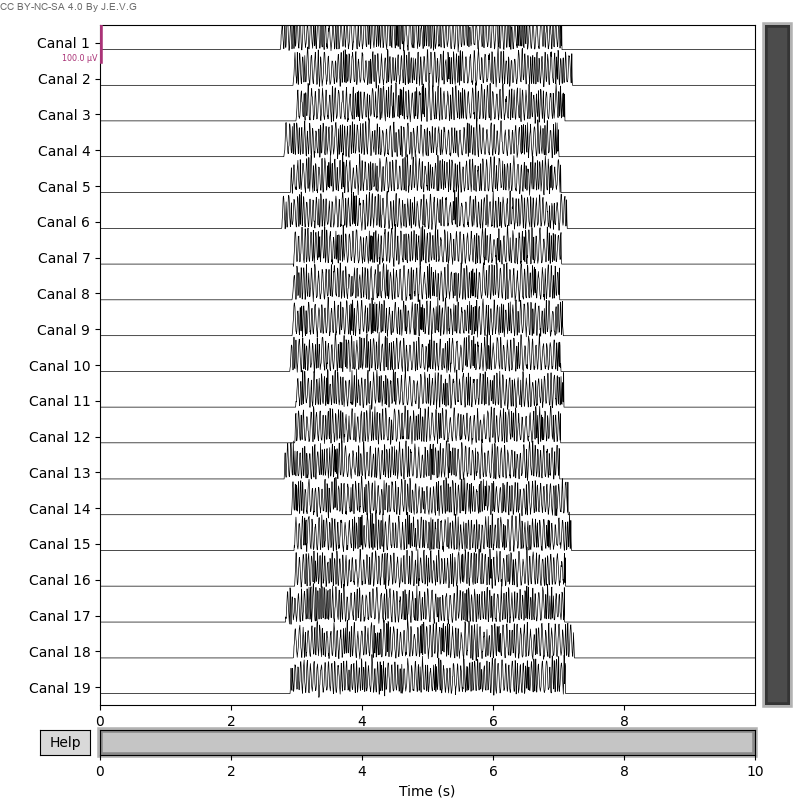 CC BY-NC-SA 4.0 By J.E.V.G
Canal 1
100.0 µV
Canal 2
Canal 3
Canal 4
Canal 5
Canal 6
Canal 7
Canal 8
Canal 9
Canal 10
Canal 11
Canal 12
Canal 13
Canal 14
Canal 15
Canal 16
Canal 17
Canal 18
Canal 19
0 2 4 6 8
Help
0 2 4 6 8 10
Time (s)